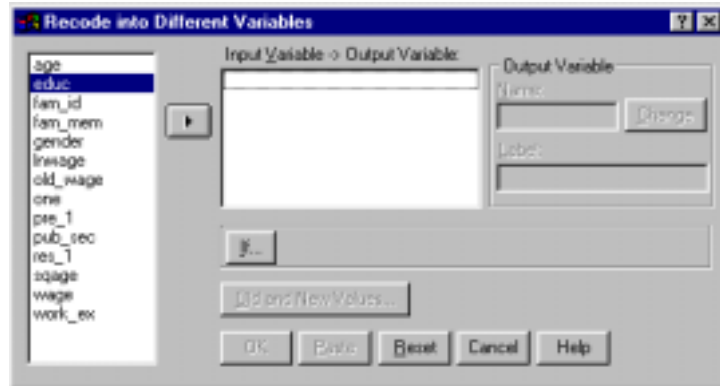 Recode into Different Variables
age
educ
fam_id
fam_mem
gender
lnwage
old_wage
one
pre_1
pub_sec
res_1
sqage
wage
work_ex
Input Variable -> Output Variable:
Output Variable
Name:
Change
Label:
If...
Old and New Values...
OK
Paste
Reset
Cancel
Help